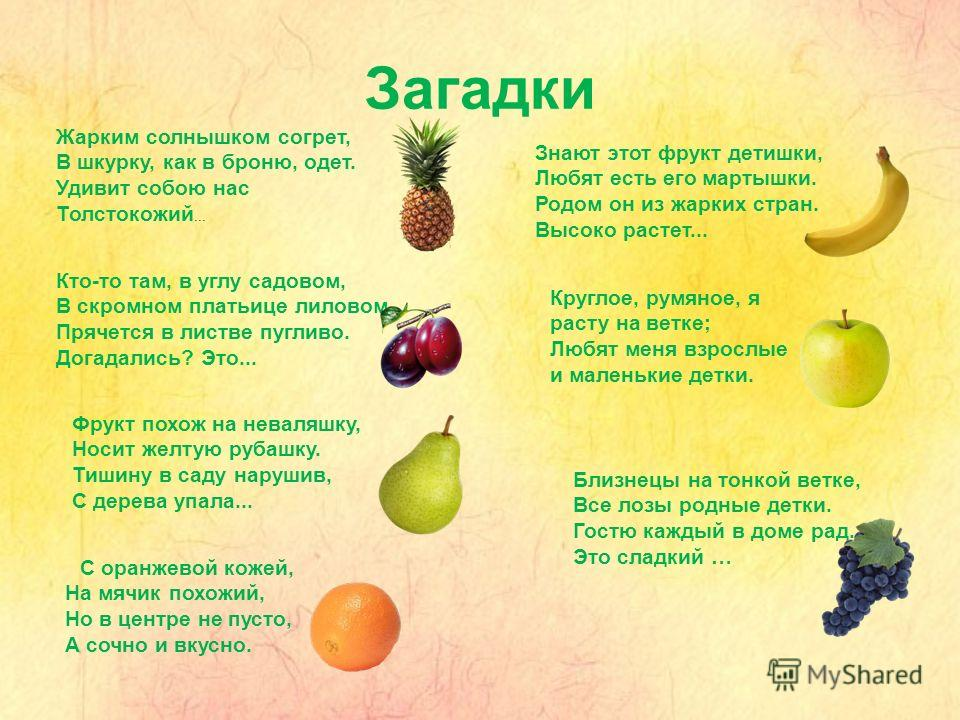 Загадки
Жарким солнышком согрет,
В шкурку, как в броню, одет.
Удивит собою нас
Толстокожий...
Кто-то там, в углу садовом,
В скромном платьице лиловом
Прячется в листве пугливо.
Догадались? Это...
Фрукт похож на неваляшку,
Носит желтую рубашку.
Тишину в саду нарушив,
С дерева упала...
С оранжевой кожей,
На мячик похожий,
Но в центре не пусто,
А сочно и вкусно.
Знают этот фрукт детишки,
Любят есть его мартышки.
Родом он из жарких стран.
Высоко растет...
Круглое, румяное, я
расту на ветке;
Любят меня взрослые
и маленькие детки.
Близнецы на тонкой ветке,
Все лозы родные детки.
Гостю каждый в доме рад.
Это сладкий …
MyShared